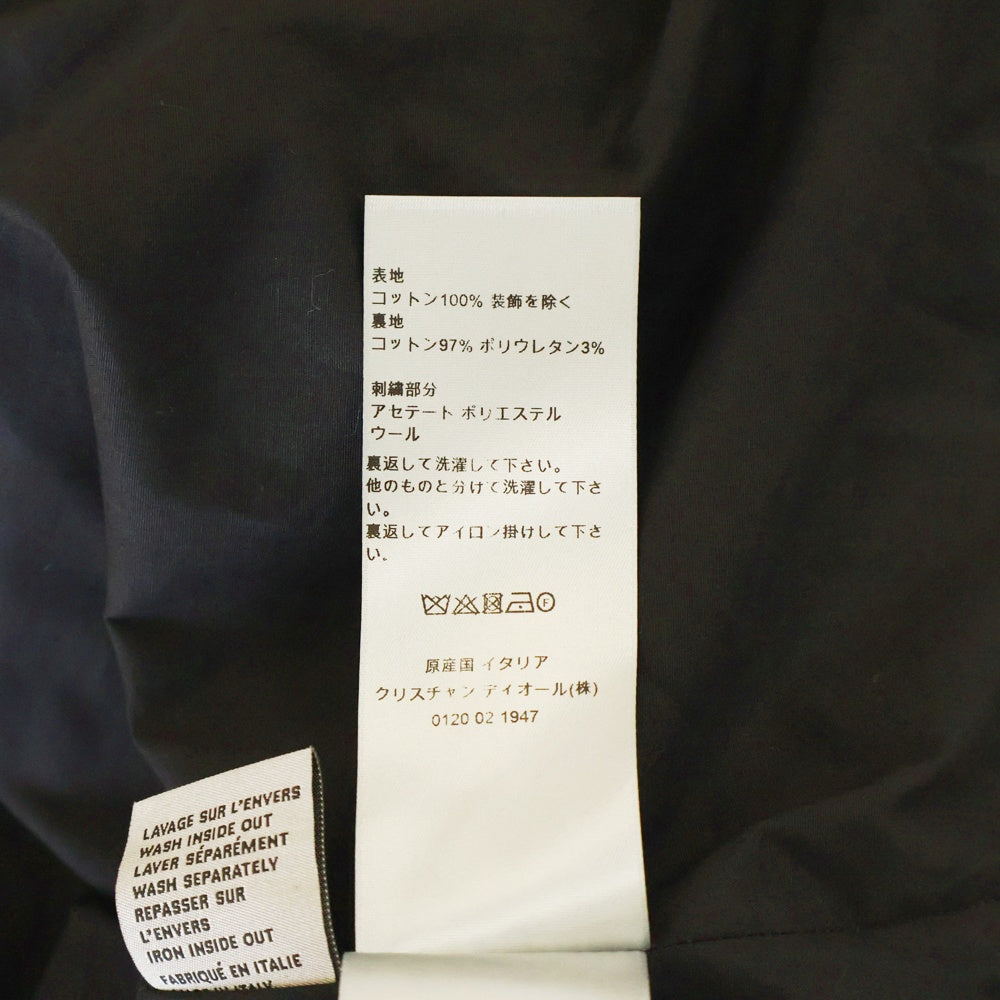 表地
コットン100% 装飾を除く
裏地
コットン97% ポリウレタン3%
刺繍部分
アセテート ポリエステル
ウール
裏返して洗濯して下さい。
他のものと分けて洗濯して下さ
い。
裏返してアイロン掛けして下さ
い。
F
原産国 イタリア
クリスチャン ディオール(株)
0120 02 1947
LAVAGE SUR L'ENVERS
WASH INSIDE OUT
LAVER SÉPARÉMENT
WASH SEPARATELY
REPASSER SUR
L'ENVERS
IRON INSIDE OUT
FABRIQUÉ EN ITALIE